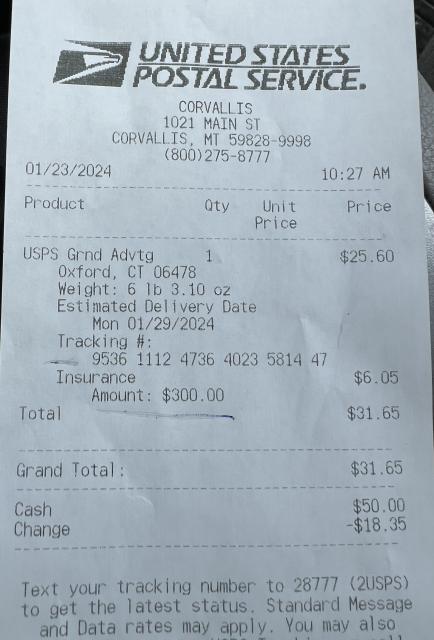 UNITED STATES
POSTAL SERVICE.
CORVALLIS
1021 MAIN ST
CORVALLIS, MT 59828-9998
(800)275-8777
01/23/2024 10:27 AM
Product Qty Unit Price
Price
USPS Grnd Advtg 1 $25.60
Oxford, CT 06478
Weight: 6 lb 3.10 oz
Estimated Delivery Date
Mon 01/29/2024
Tracking #:
9536 1112 4736 4023 5814 47
Insurance $6.05
Amount: $300.00
Total $31.65
Grand Total: $31.65
Cash $50.00
Change -$18.35
Text your tracking number to 28777 (2USPS)
to get the latest status. Standard Message
and Data rates may apply. You may also